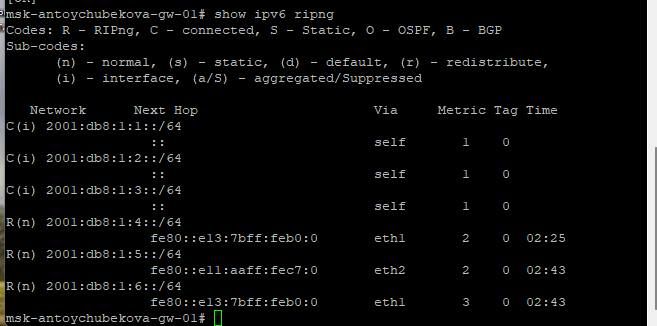 msk-antoychubekova-gw-01# show ipv6 ripng
Codes: R - RIPng, C - connected, S - Static, O - OSPF, B - BGP
Sub-codes:
      (n) - normal, (s) - static, (d) - default, (r) - redistribute,
      (i) - interface, (a/S) - aggregated/Suppressed

   Network      Next Hop                      Via     Metric Tag Time
C(i) 2001:db8:1:1::/64
                  ::                          self       1    0
C(i) 2001:db8:1:2::/64
                  ::                          self       1    0
C(i) 2001:db8:1:3::/64
                  ::                          self       1    0
R(n) 2001:db8:1:4::/64
                  fe80::e13:7bff:feb0:0       eth1       2    0  02:25
R(n) 2001:db8:1:5::/64
                  fe80::e11:aaff:fec7:0       eth2       2    0  02:43
R(n) 2001:db8:1:6::/64
                  fe80::e13:7bff:feb0:0       eth1       3    0  02:43
msk-antoychubekova-gw-01#